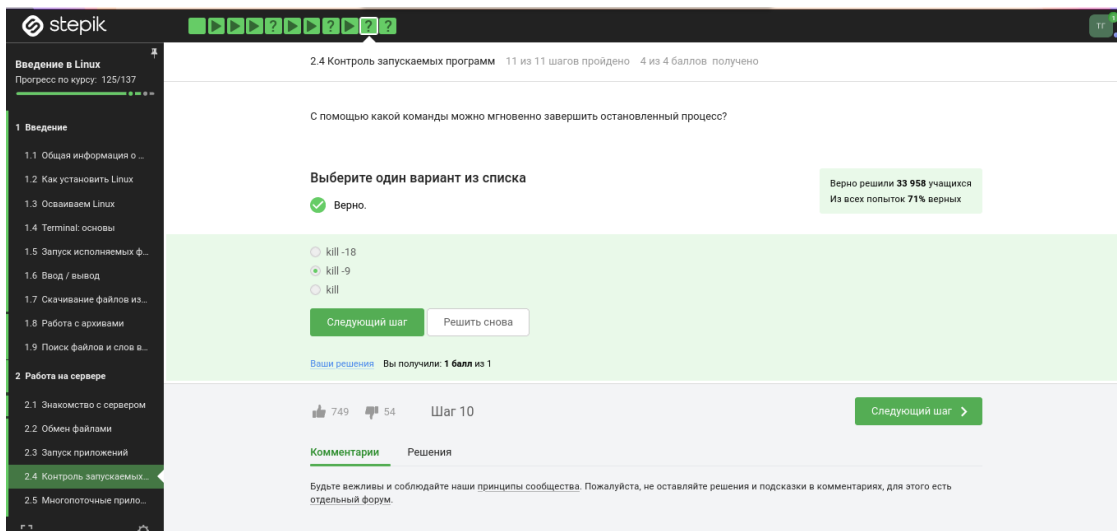 stepik
ТГ
1
Введение в Linux
Прогресс по курсу: 125/137
2.4 Контроль запускаемых программ 11 из 11 шагов пройдено 4 из 4 баллов получено
С помощью какой команды можно мгновенно завершить остановленный процесс?
1 Введение
1.1 Общая информация о ...
1.2 Как установить Linux
1.3 Осваиваем Linux
1.4 Terminal: основы
1.5 Запуск исполняемых ф...
1.6 Ввод / вывод
1.7 Скачивание файлов из...
1.8 Работа с архивами
1.9 Поиск файлов и слов в...
2 Работа на сервере
2.1 Знакомство с сервером
2.2 Обмен файлами
2.3 Запуск приложений
2.4 Контроль запускаемых...
2.5 Многопоточные прило...
Выберите один вариант из списка
Верно.
Верно решили 33 958 учащихся
Из всех попыток 71% верных
kill -18
kill -9
kill
Следующий шаг
Решить снова
Ваши решения Вы получили: 1 балл из 1
749 54 Шаг 10
Следующий шаг
Комментарии Решения
Будьте вежливы и соблюдайте наши принципы сообщества. Пожалуйста, не оставляйте решения и подсказки в комментариях, для этого есть
отдельный форум.